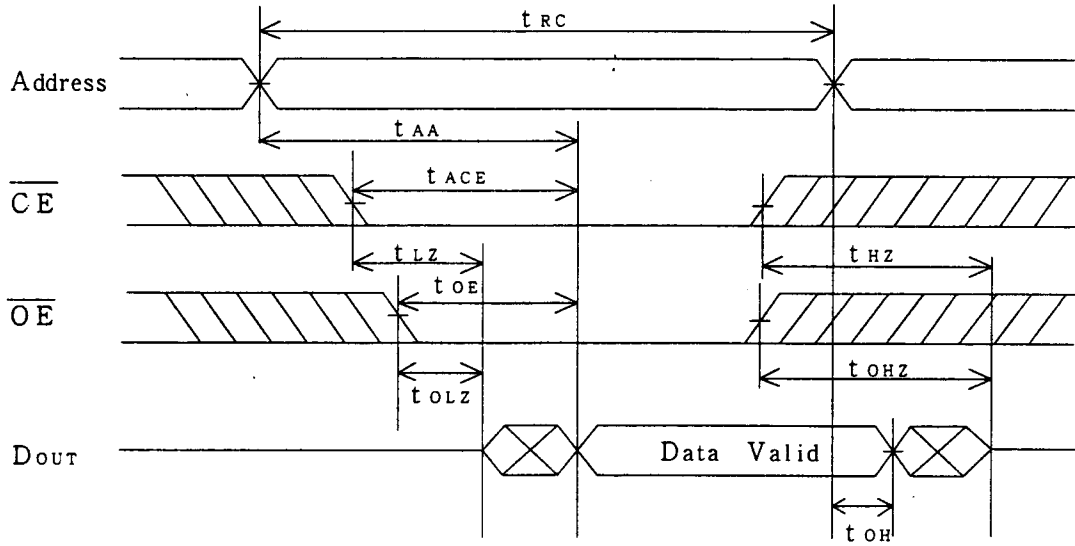 t RC
Address
t AA
CE
t ACE
t LZ
t HZ
OE
t OE
t OLZ
t OHZ
DOUT
Data Valid
t OH